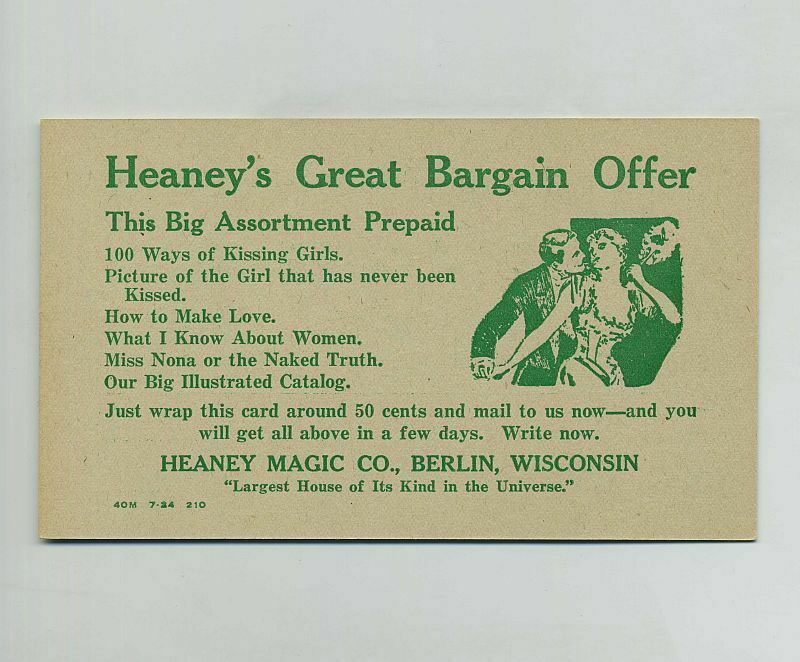 Heaney's Great Bargain Offer
This Big Assortment Prepaid
100 Ways of Kissing Girls.
Picture of the Girl that has never been
Kissed.
How to Make Love.
What I Know About Women.
Miss Nona or the Naked Truth.
Our Big Illustrated Catalog.
Just wrap this card around 50 cents and mail to us now—and you
will get all above in a few days. Write now.
HEANEY MAGIC CO., BERLIN, WISCONSIN
"Largest House of Its Kind in the Universe."
40M 7-24 210